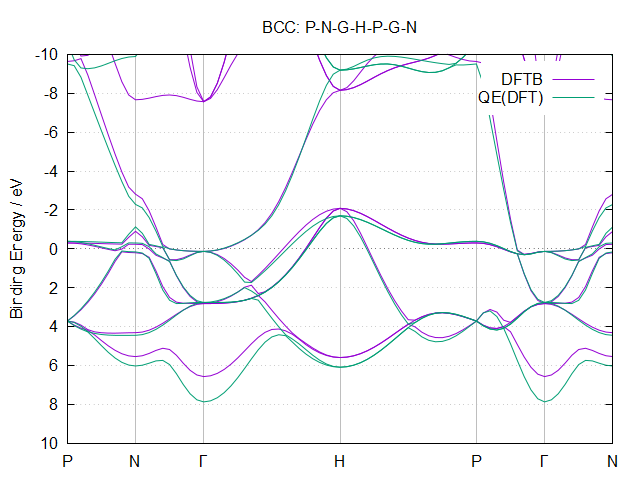 BCC: P-N-G-H-P-G-N
-10
-8
-6
-4
-2
0
2
4
6
8
10
Binding Energy / eV
DFTB
QE(DFT)
P N Γ H P Γ N